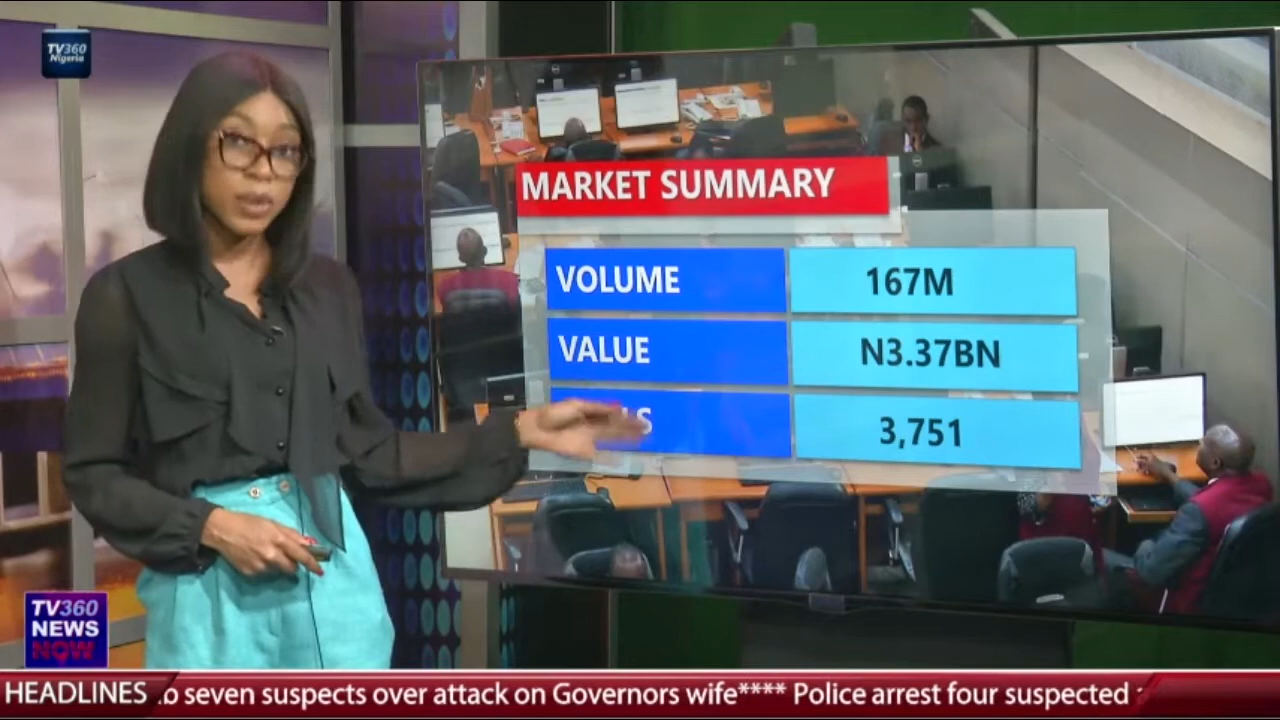 TV360
Nigeria
MARKET SUMMARY
VOLUME 167M
VALUE N3.37BN
3,751
TV360
NEWS
NOW
HEADLINES seven suspects over attack on Governors wife**** Police arrest four suspected